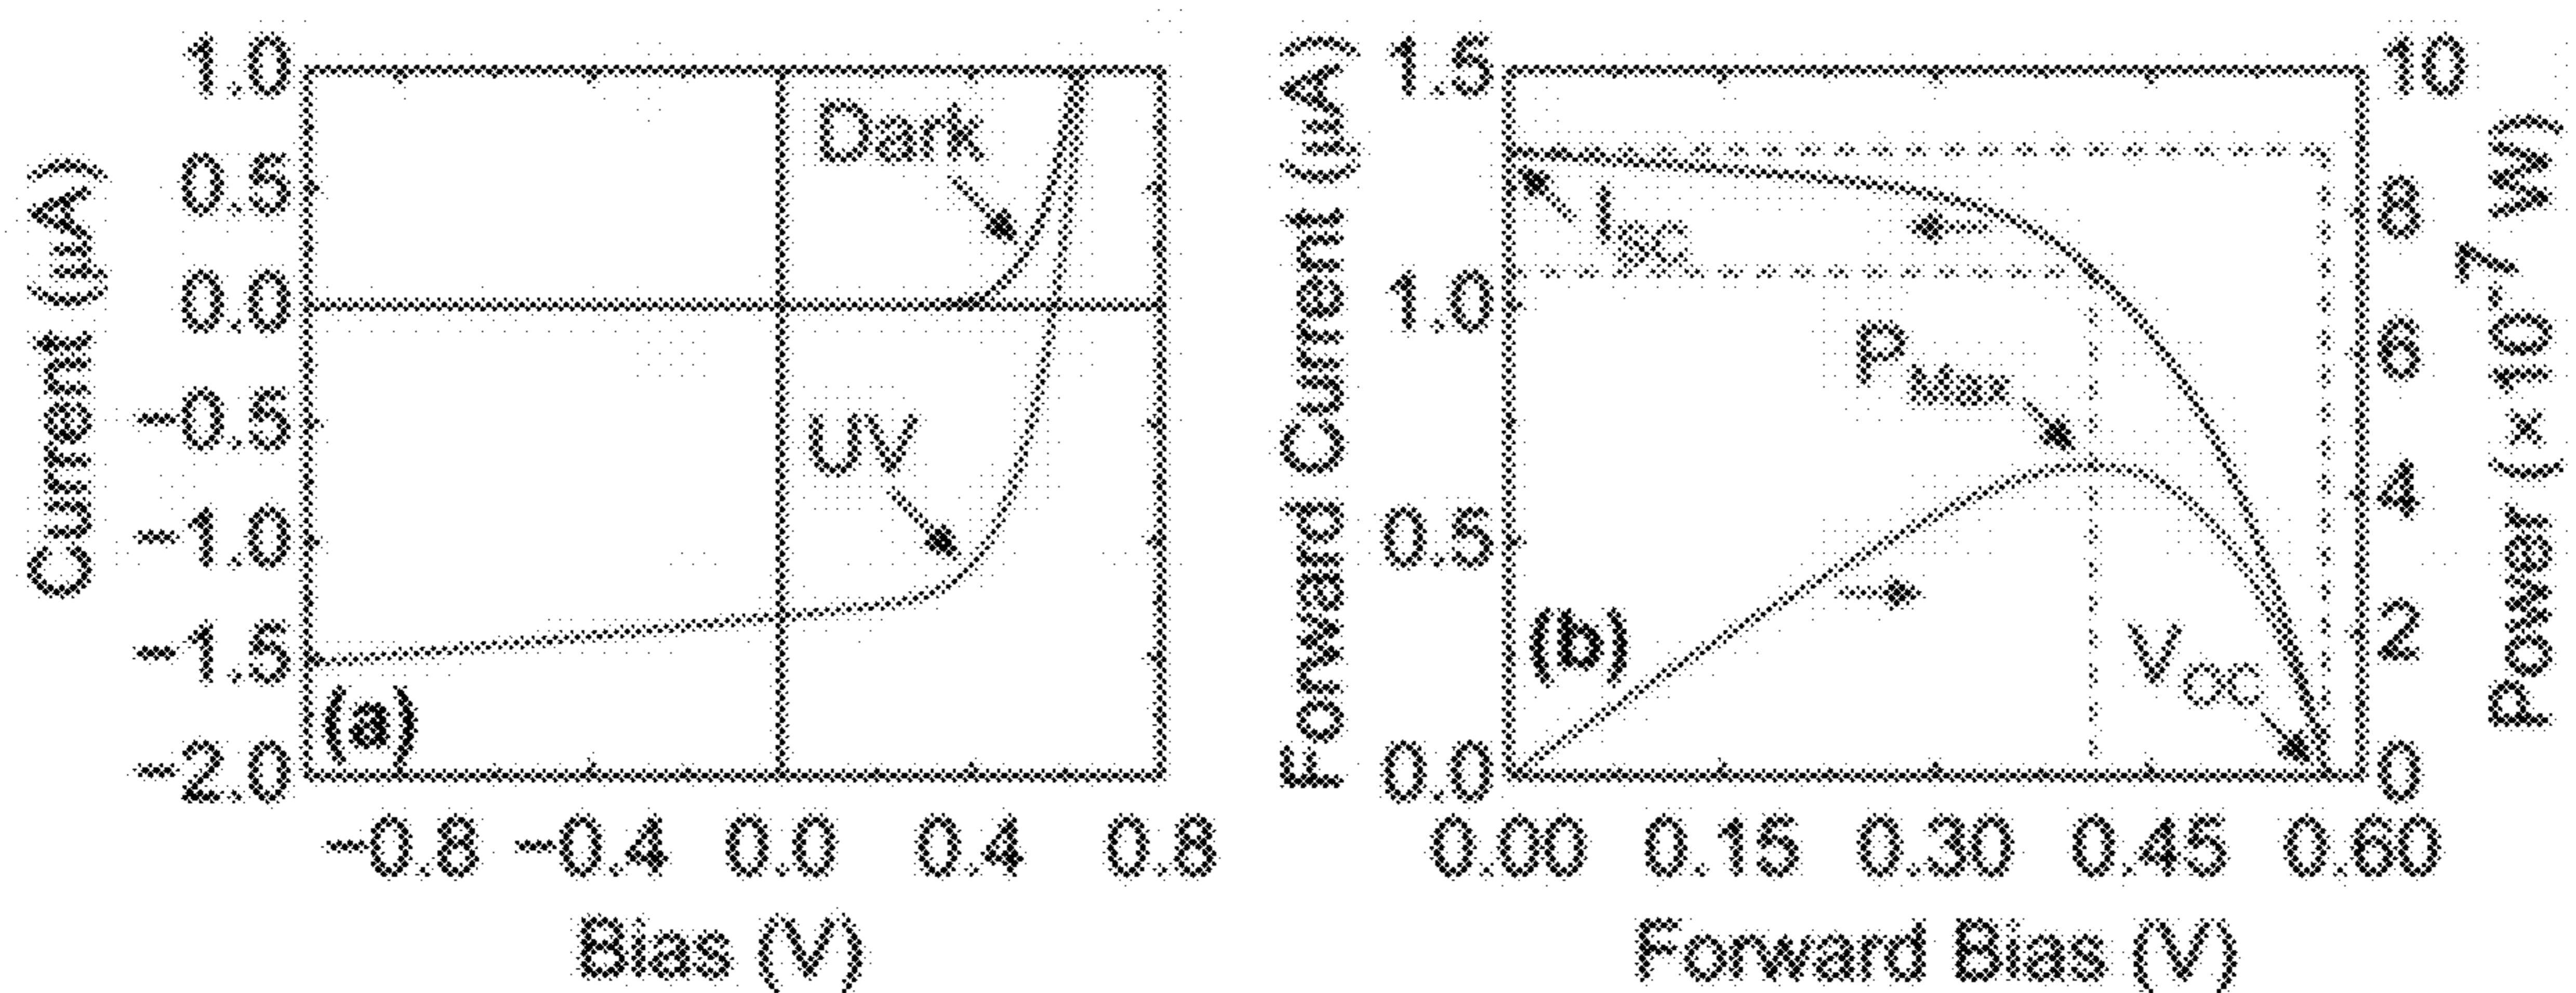 Current (μA)
1.0
0.5
0.0
−0.5
−1.0
−1.5
−2.0
Dark
UV
(a)
−0.8 −0.4 0.0 0.4 0.8
Bias (V)
Forward Current (μA)
1.5
1.0
0.5
0.0
I_SC
P_Max
V_OC
(b)
0.00 0.15 0.30 0.45 0.60
Forward Bias (V)
10
8
6
4
2
0
Power (× 10⁻⁷ W)